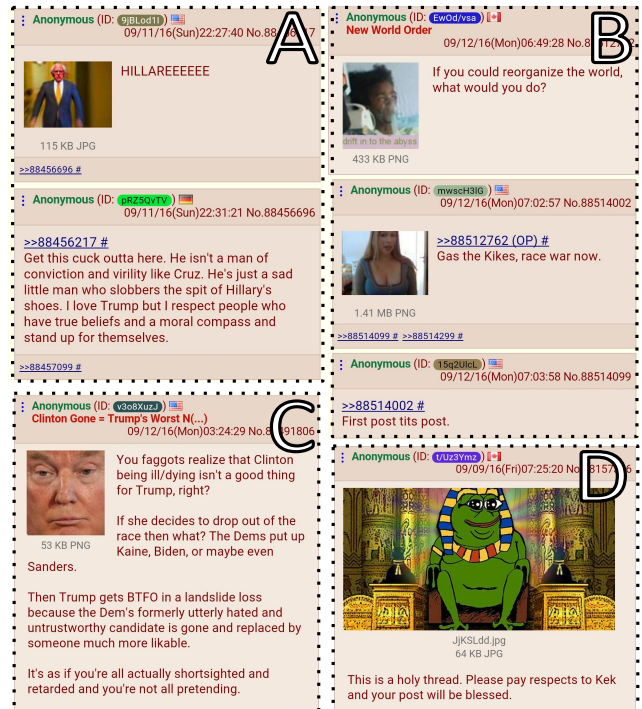 A
Anonymous (ID: 9jBLod1I)
09/11/16(Sun)22:27:40
HILLAREEEEEE
115 KB JPG
>>88456696 #
Anonymous (ID: pRZ5QvTV)
09/11/16(Sun)22:31:21 No.88456696
>>88456217 #
Get this cuck outta here. He isn't a man of
conviction and virility like Cruz. He's just a sad
little man who slobbers the spit of Hillary's
shoes. I love Trump but I respect people who
have true beliefs and a moral compass and
stand up for themselves.
>>88457099 #
B
Anonymous (ID: EwOd/vsa)
New World Order
09/12/16(Mon)06:49:28
If you could reorganize the world,
what would you do?
drift in to the abyss
433 KB PNG
Anonymous (ID: mwscH3IG)
09/12/16(Mon)07:02:57 No.88514002
>>88512762 (OP) #
Gas the Kikes, race war now.
1.41 MB PNG
>>88514099 # >>88514299 #
Anonymous (ID: 15q2UIcL)
09/12/16(Mon)07:03:58 No.88514099
>>88514002 #
First post tits post.
C
Anonymous (ID: v3o8XuzJ)
Clinton Gone = Trump's Worst N(...)
09/12/16(Mon)03:24:29
You faggots realize that Clinton
being ill/dying isn't a good thing
for Trump, right?
If she decides to drop out of the
race then what? The Dems put up
Kaine, Biden, or maybe even
53 KB PNG
Sanders.
Then Trump gets BTFO in a landslide loss
because the Dem's formerly utterly hated and
untrustworthy candidate is gone and replaced by
someone much more likable.
It's as if you're all actually shortsighted and
retarded and you're not all pretending.
D
Anonymous (ID: t/Uz3Ymz)
09/09/16(Fri)07:25:20
JjKSLdd.jpg
64 KB JPG
This is a holy thread. Please pay respects to Kek
and your post will be blessed.